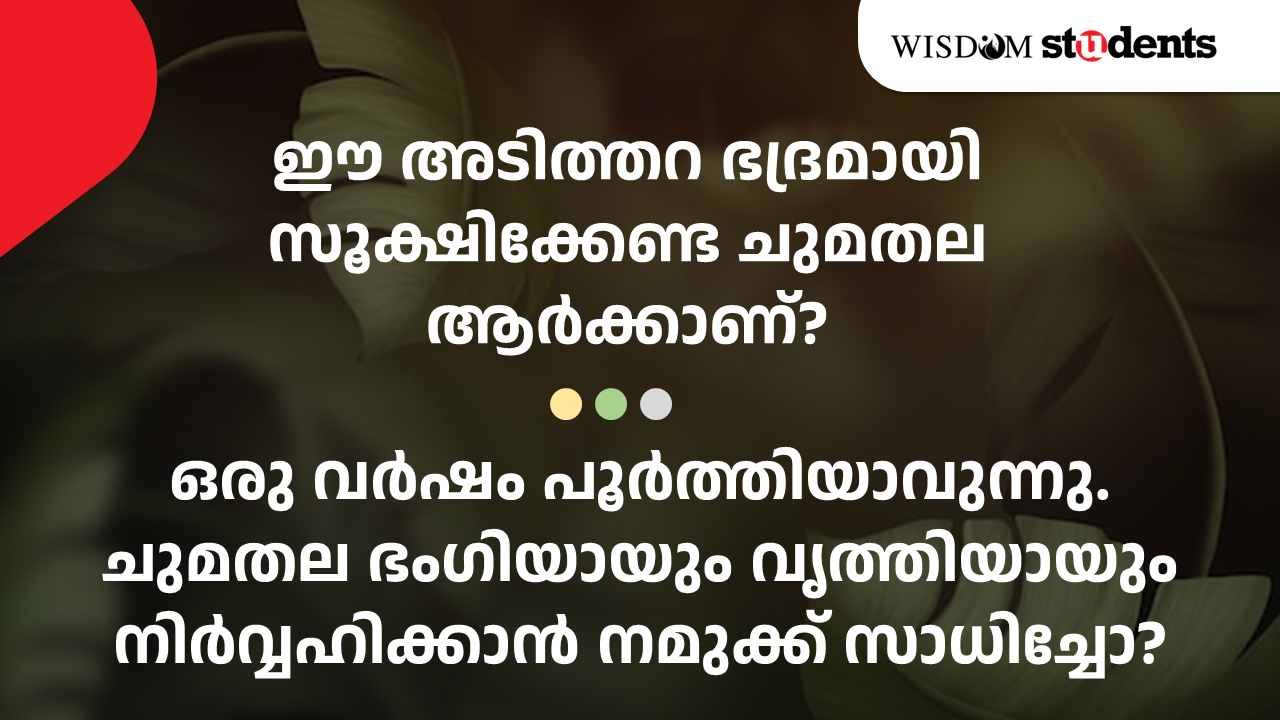 WISDOM students
ഈ അടിത്തറ ഭദ്രമായി
സൂക്ഷിക്കേണ്ട ചുമതല
ആർക്കാണ്?
ഒരു വർഷം പൂർത്തിയാവുന്നു.
ചുമതല ഭംഗിയായും വൃത്തിയായും
നിർവ്വഹിക്കാൻ നമുക്ക് സാധിച്ചോ?